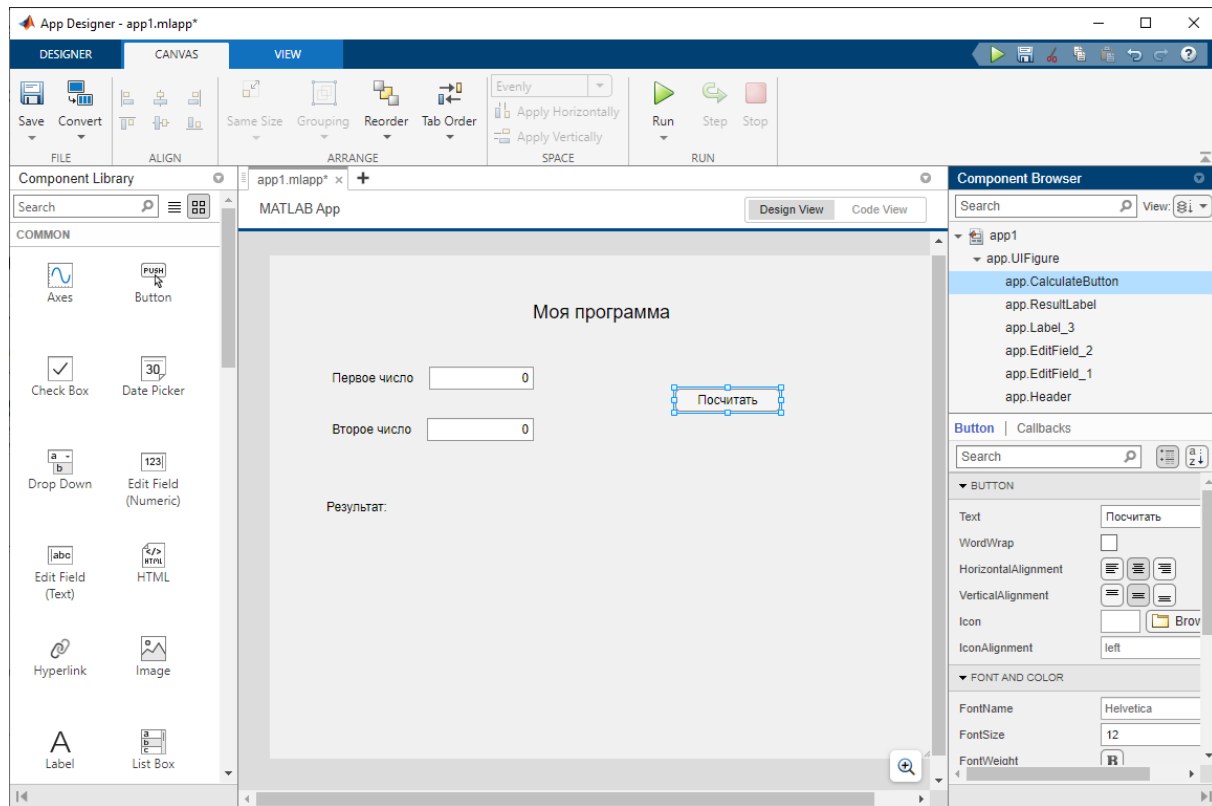 App Designer - app1.mlapp*
DESIGNER CANVAS VIEW
Save Convert Same Size Grouping Reorder Tab Order Evenly Apply Horizontally Apply Vertically Run Step Stop
FILE ALIGN ARRANGE SPACE RUN
Component Library
Search
COMMON
Axes Button
PUSH
Check Box Date Picker
30
Drop Down Edit Field (Numeric)
a
b
123
Edit Field (Text) HTML
abc
</>
HTML
Hyperlink Image
Label List Box
A
a
b
c
app1.mlapp* × +
MATLAB App Design View Code View
Моя программа
Первое число 0
Посчитать
Второе число 0
Результат:
Component Browser
Search View:
app1
app.UIFigure
app.CalculateButton
app.ResultLabel
app.Label_3
app.EditField_2
app.EditField_1
app.Header
Button | Callbacks
Search
a
z
BUTTON
Text Посчитать
WordWrap
HorizontalAlignment
VerticalAlignment
Icon Brov
IconAlignment left
FONT AND COLOR
FontName Helvetica
FontSize 12
FontWeight B